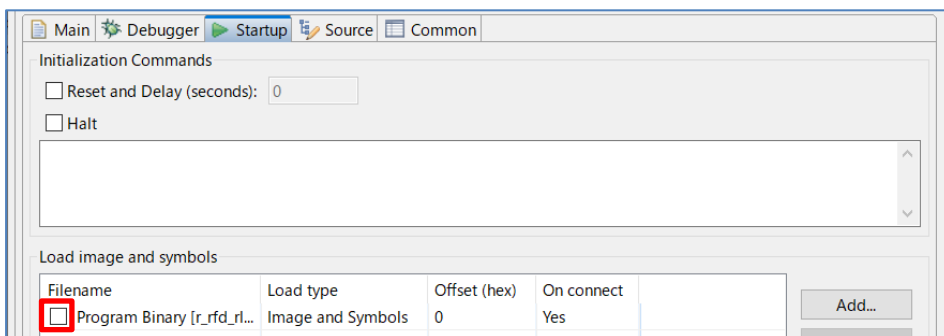 Main Debugger Startup Source Common
Initialization Commands
Reset and Delay (seconds): 0
Halt
Load image and symbols
Filename Load type Offset (hex) On connect
Add...
Program Binary [r_rfd_rl... Image and Symbols 0 Yes